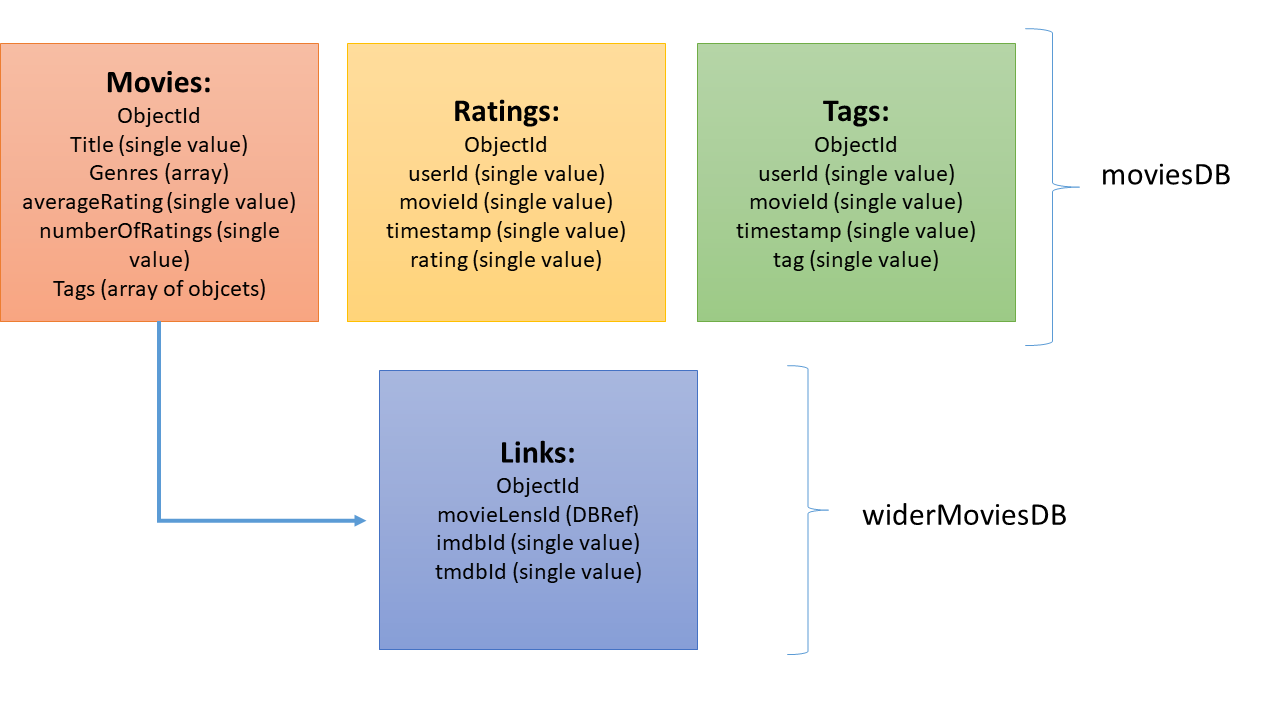 Movies:
ObjectId
Title (single value)
Genres (array)
averageRating (single value)
numberOfRatings (single
value)
Tags (array of objcets)
Ratings:
ObjectId
userId (single value)
movieId (single value)
timestamp (single value)
rating (single value)
Tags:
ObjectId
userId (single value)
movieId (single value)
timestamp (single value)
tag (single value)
moviesDB
Links:
ObjectId
movieLensId (DBRef)
imdbId (single value)
tmdbId (single value)
widerMoviesDB